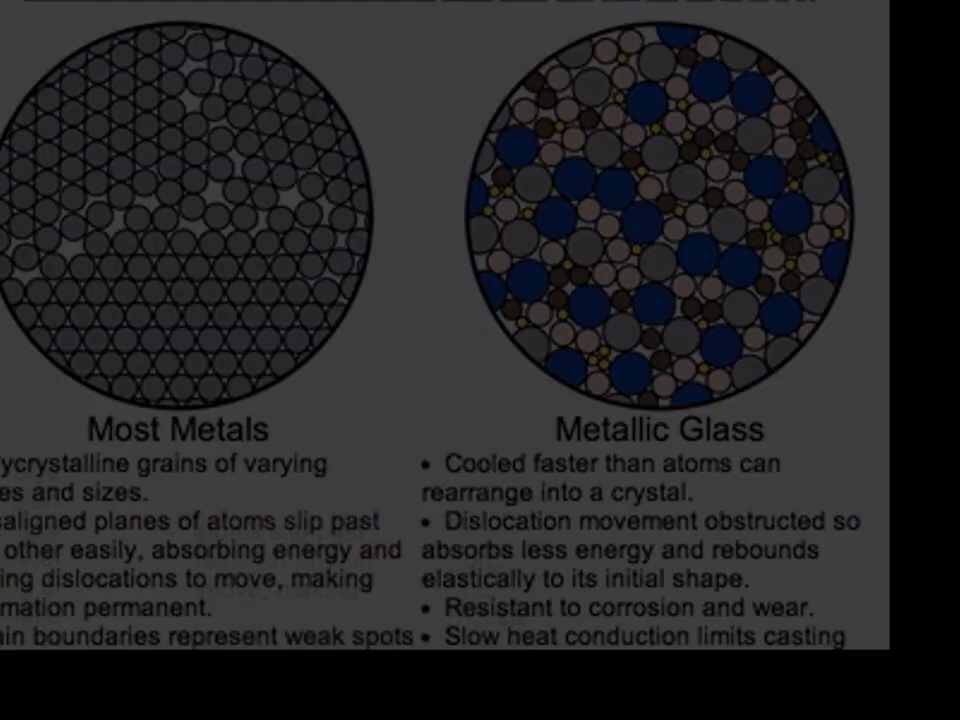 Most Metals
ycrystalline grains of varying
es and sizes.
saligned planes of atoms slip past
other easily, absorbing energy and
ing dislocations to move, making
mation permanent.
in boundaries represent weak spots
Metallic Glass
• Cooled faster than atoms can
rearrange into a crystal.
• Dislocation movement obstructed so
absorbs less energy and rebounds
elastically to its initial shape.
• Resistant to corrosion and wear.
• Slow heat conduction limits casting